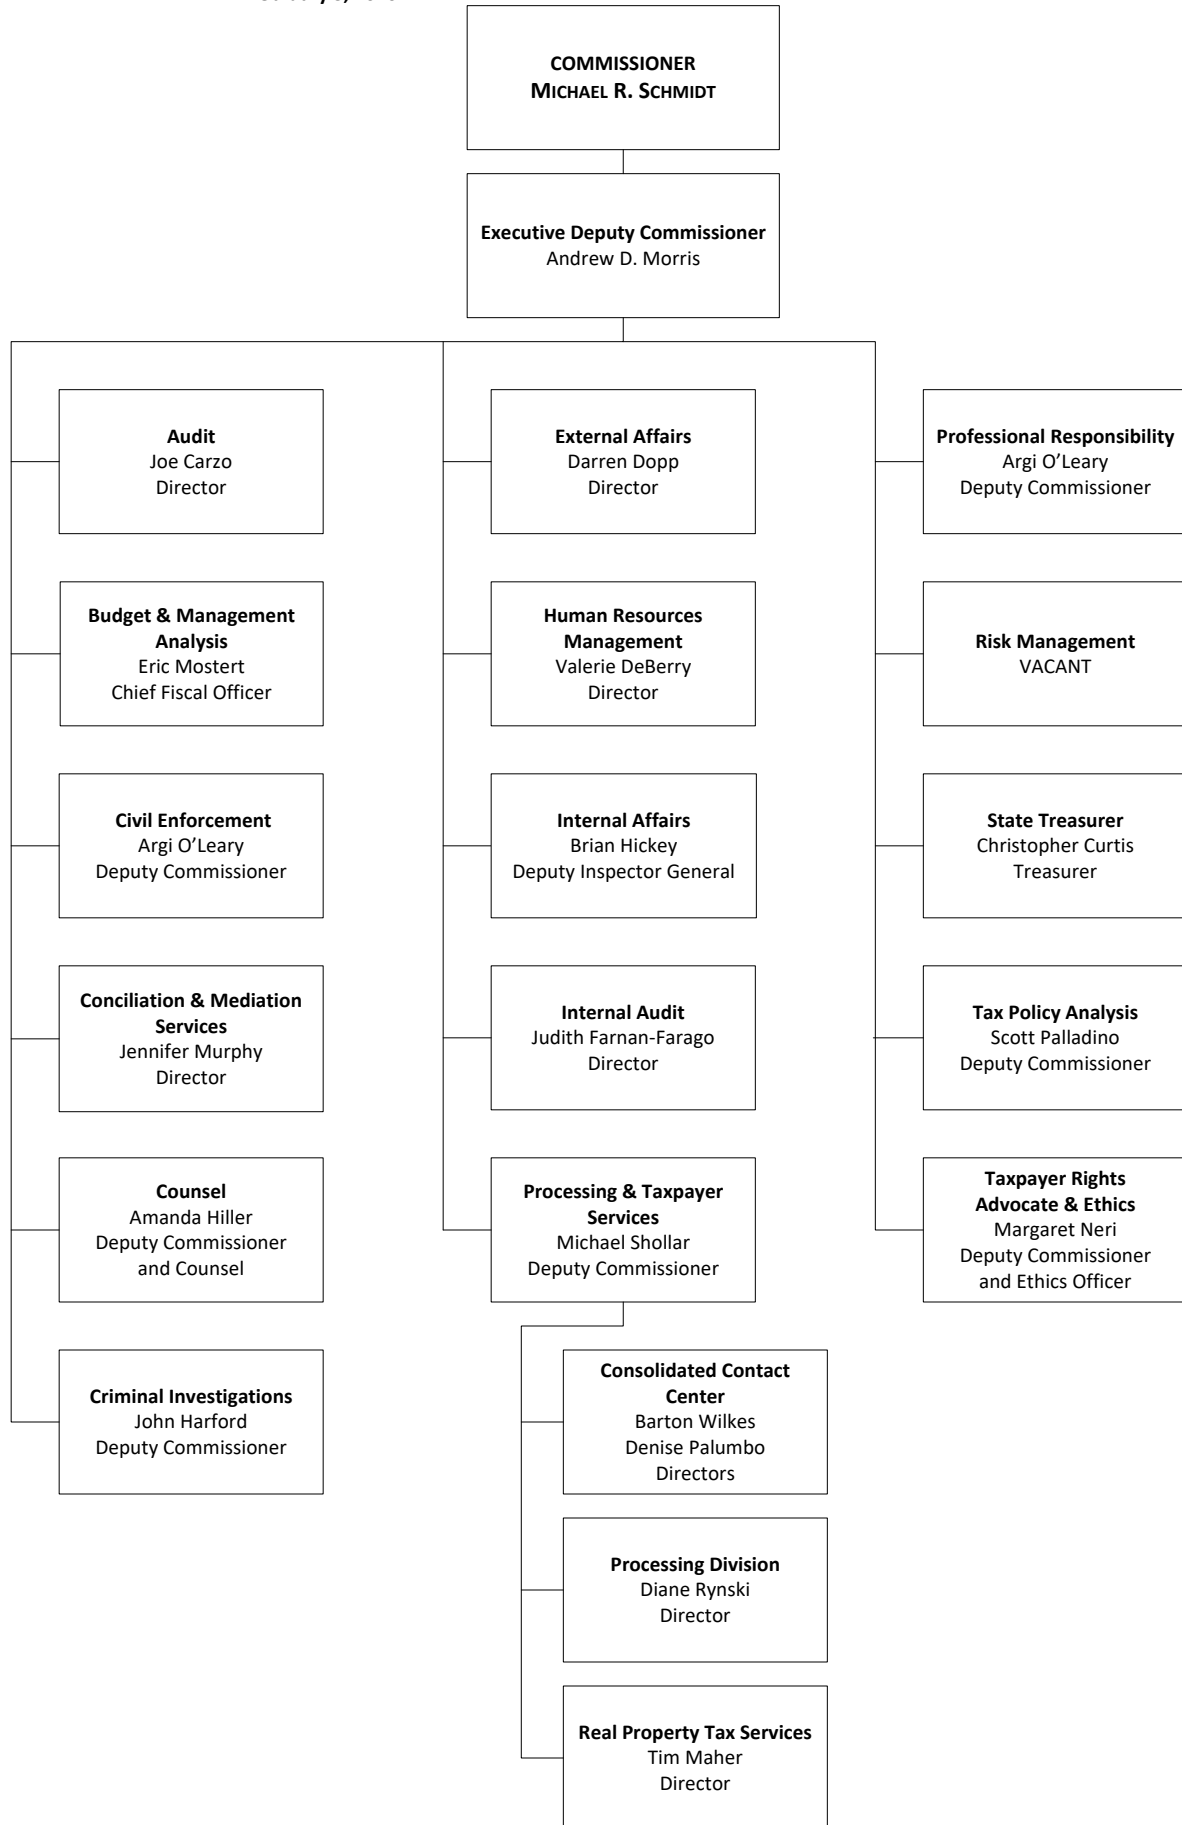 COMMISSIONER
MICHAEL R. SCHMIDT
Executive Deputy Commissioner
Andrew D. Morris
Audit
Joe Carzo
Director
Budget & Management
Analysis
Eric Mostert
Chief Fiscal Officer
Civil Enforcement
Argi O’Leary
Deputy Commissioner
Conciliation & Mediation
Services
Jennifer Murphy
Director
Counsel
Amanda Hiller
Deputy Commissioner
and Counsel
Criminal Investigations
John Harford
Deputy Commissioner
External Affairs
Darren Dopp
Director
Human Resources
Management
Valerie DeBerry
Director
Internal Affairs
Brian Hickey
Deputy Inspector General
Internal Audit
Judith Farnan-Farago
Director
Processing & Taxpayer
Services
Michael Shollar
Deputy Commissioner
Consolidated Contact
Center
Barton Wilkes
Denise Palumbo
Directors
Processing Division
Diane Rynski
Director
Real Property Tax Services
Tim Maher
Director
Professional Responsibility
Argi O’Leary
Deputy Commissioner
Risk Management
VACANT
State Treasurer
Christopher Curtis
Treasurer
Tax Policy Analysis
Scott Palladino
Deputy Commissioner
Taxpayer Rights
Advocate & Ethics
Margaret Neri
Deputy Commissioner
and Ethics Officer